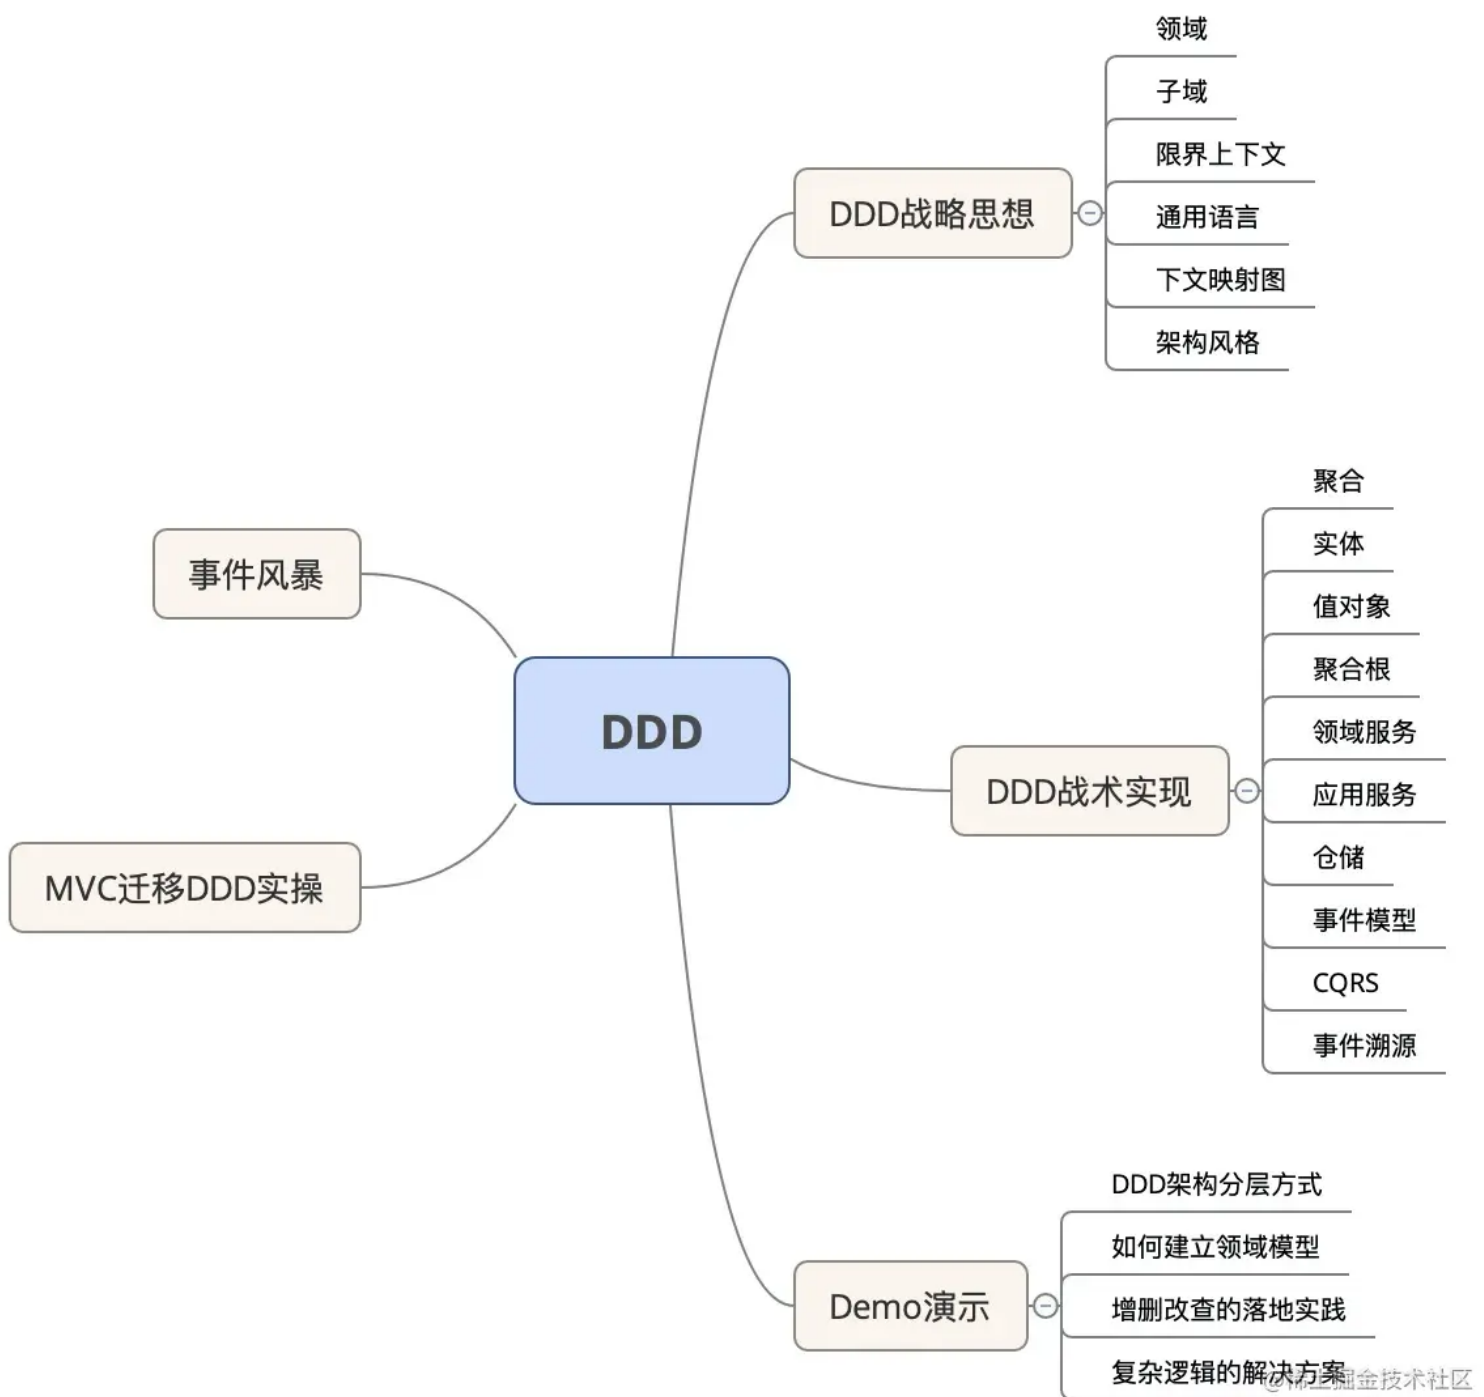 DDD
DDD战略思想
领域
子域
限界上下文
通用语言
下文映射图
架构风格
DDD战术实现
聚合
实体
值对象
聚合根
领域服务
应用服务
仓储
事件模型
CQRS
事件溯源
Demo演示
DDD架构分层方式
如何建立领域模型
增删改查的落地实践
复杂逻辑的解决方案
事件风暴
MVC迁移DDD实操
@稀土掘金技术社区